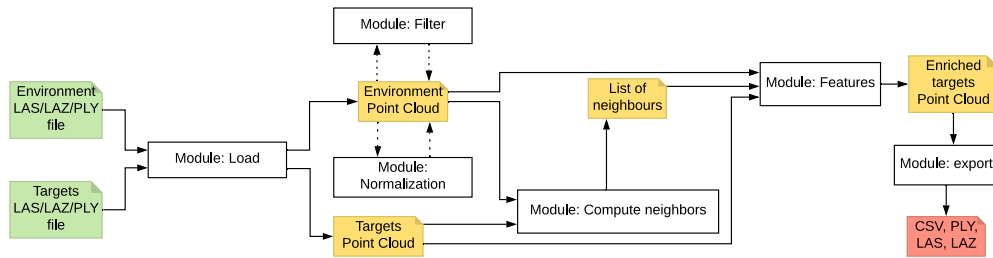 Module: Filter
Environment
LAS/LAZ/PLY
file
Environment
Point Cloud
List of
neighbours
Module: Features
Enriched
targets
Point Cloud
Module: Load
Module:
Normalization
Module: export
Targets
LAS/LAZ/PLY
file
Targets
Point Cloud
Module: Compute neighbors
CSV, PLY,
LAS, LAZ